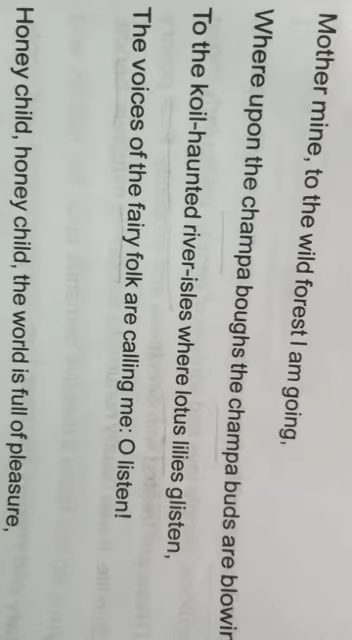 Mother mine, to the wild forest I am going,
Where upon the champa boughs the champa buds are blowin
To the koil-haunted river-isles where lotus lilies glisten,
The voices of the fairy folk are calling me: O listen!
Honey child, honey child, the world is full of pleasure,